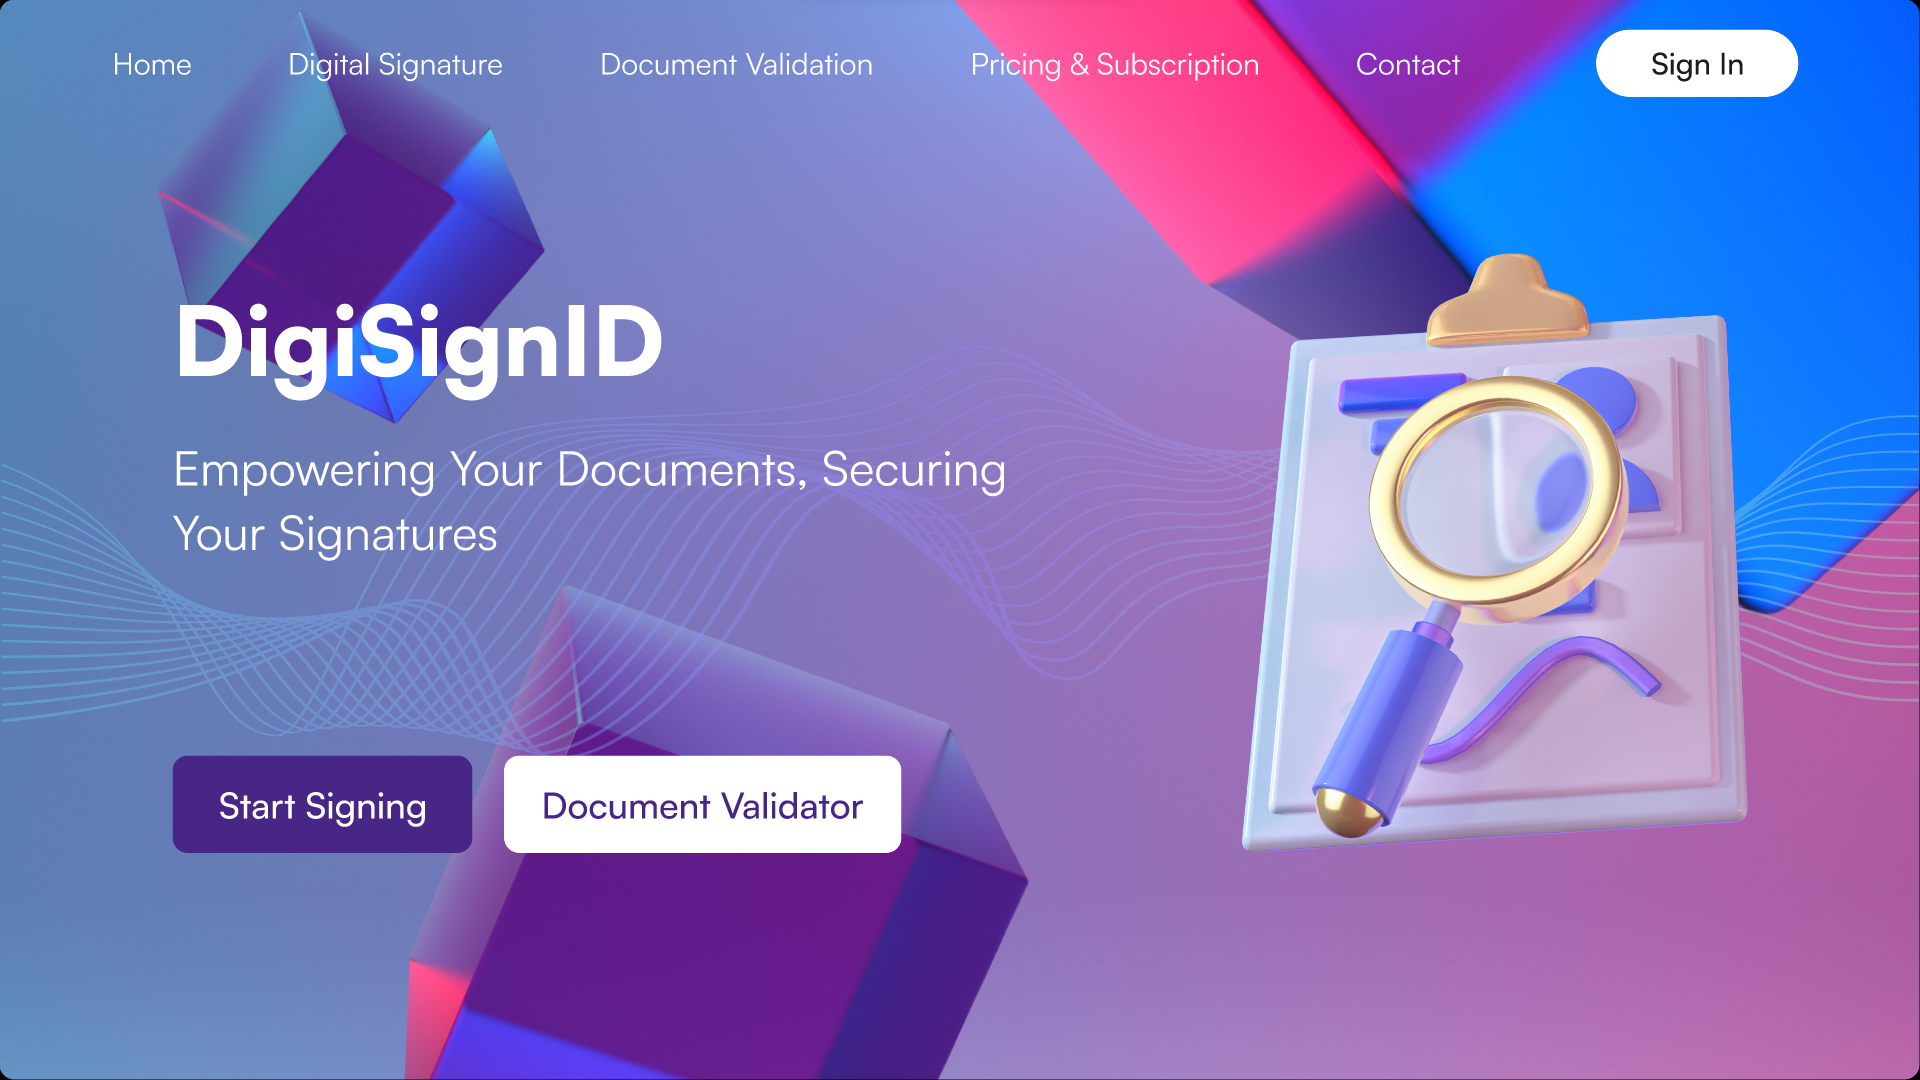 Home
Digital Signature
Document Validation
Pricing & Subscription
Contact
Sign In
DigiSignID
Empowering Your Documents, Securing
Your Signatures
Start Signing
Document Validator